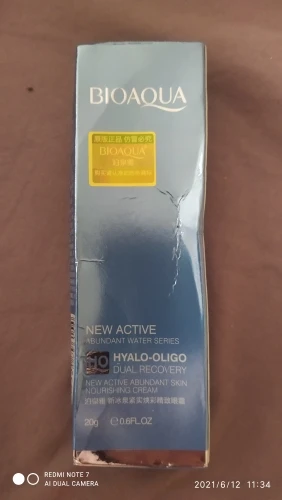 BIOAQUA
BIOAQUA
NEW ACTIVE
ABUNDANT WATER SERIES
HO HYALO-OLIGO
DUAL RECOVERY
NEW ACTIVE ABUNDANT SKIN
NOURISHING CREAM
20g ℮0.6FL.OZ
REDMI NOTE 7
AI DUAL CAMERA
2021/6/12 11:34